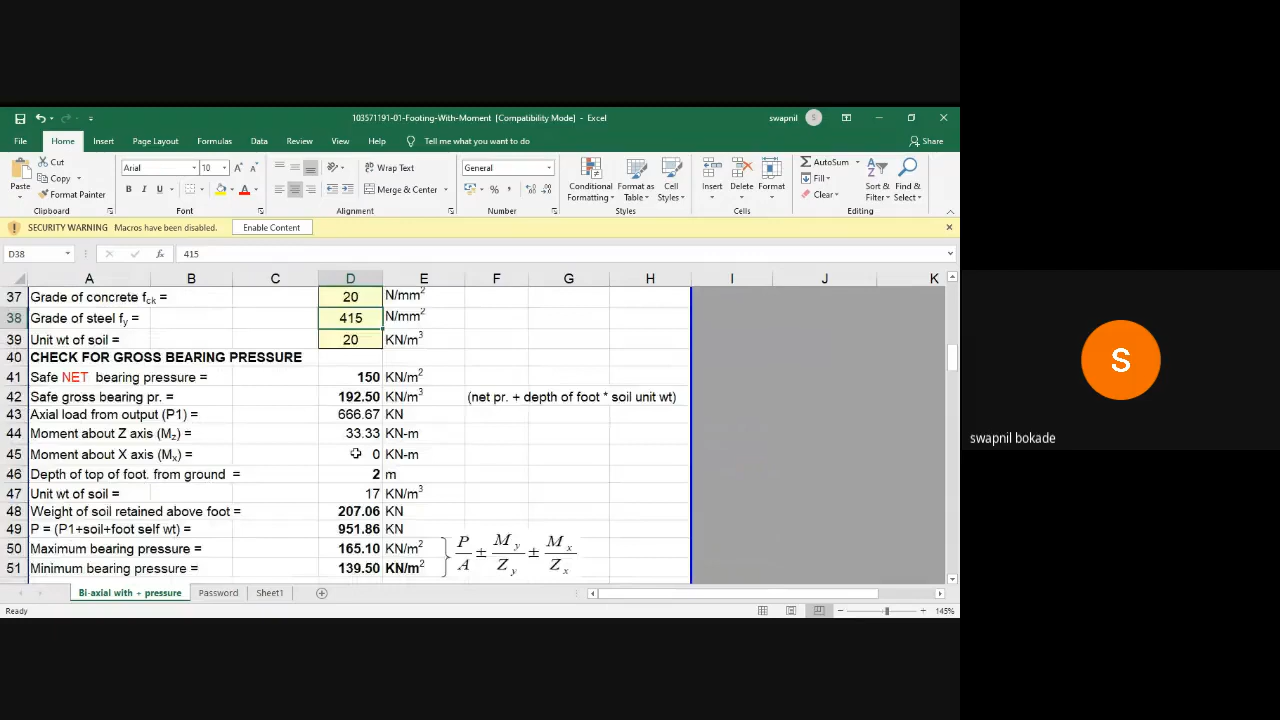 103571191-01-Footing-With-Moment [Compatibility Mode] - Excel
swapnil S
File Home Insert Page Layout Formulas Data Review View Help Tell me what you want to do Share
Paste Cut Copy Format Painter Clipboard
Arial 10 A A B I U A Font
Wrap Text Merge & Center Alignment
General % , Number
Conditional Formatting Format as Table Cell Styles Styles
Insert Delete Format Cells
AutoSum Fill Clear Sort & Filter Find & Select Editing
SECURITY WARNING Macros have been disabled. Enable Content
D38 fx 415
A B C D E F G H I J K
37 Grade of concrete fck = 20 N/mm2
38 Grade of steel fy = 415 N/mm2
39 Unit wt of soil = 20 KN/m3
40 CHECK FOR GROSS BEARING PRESSURE
41 Safe NET bearing pressure = 150 KN/m2
42 Safe gross bearing pr. = 192.50 KN/m3 (net pr. + depth of foot * soil unit wt)
43 Axial load from output (P1) = 666.67 KN
44 Moment about Z axis (Mz) = 33.33 KN-m
45 Moment about X axis (Mx) = 0 KN-m
46 Depth of top of foot. from ground = 2 m
47 Unit wt of soil = 17 KN/m3
48 Weight of soil retained above foot = 207.06 KN
49 P = (P1+soil+foot self wt) = 951.86 KN
50 Maximum bearing pressure = 165.10 KN/m2
51 Minimum bearing pressure = 139.50 KN/m2
P/A ± My/Zy ± Mx/Zx
Bi-axial with + pressure Password Sheet1
Ready 145%
S
swapnil bokade